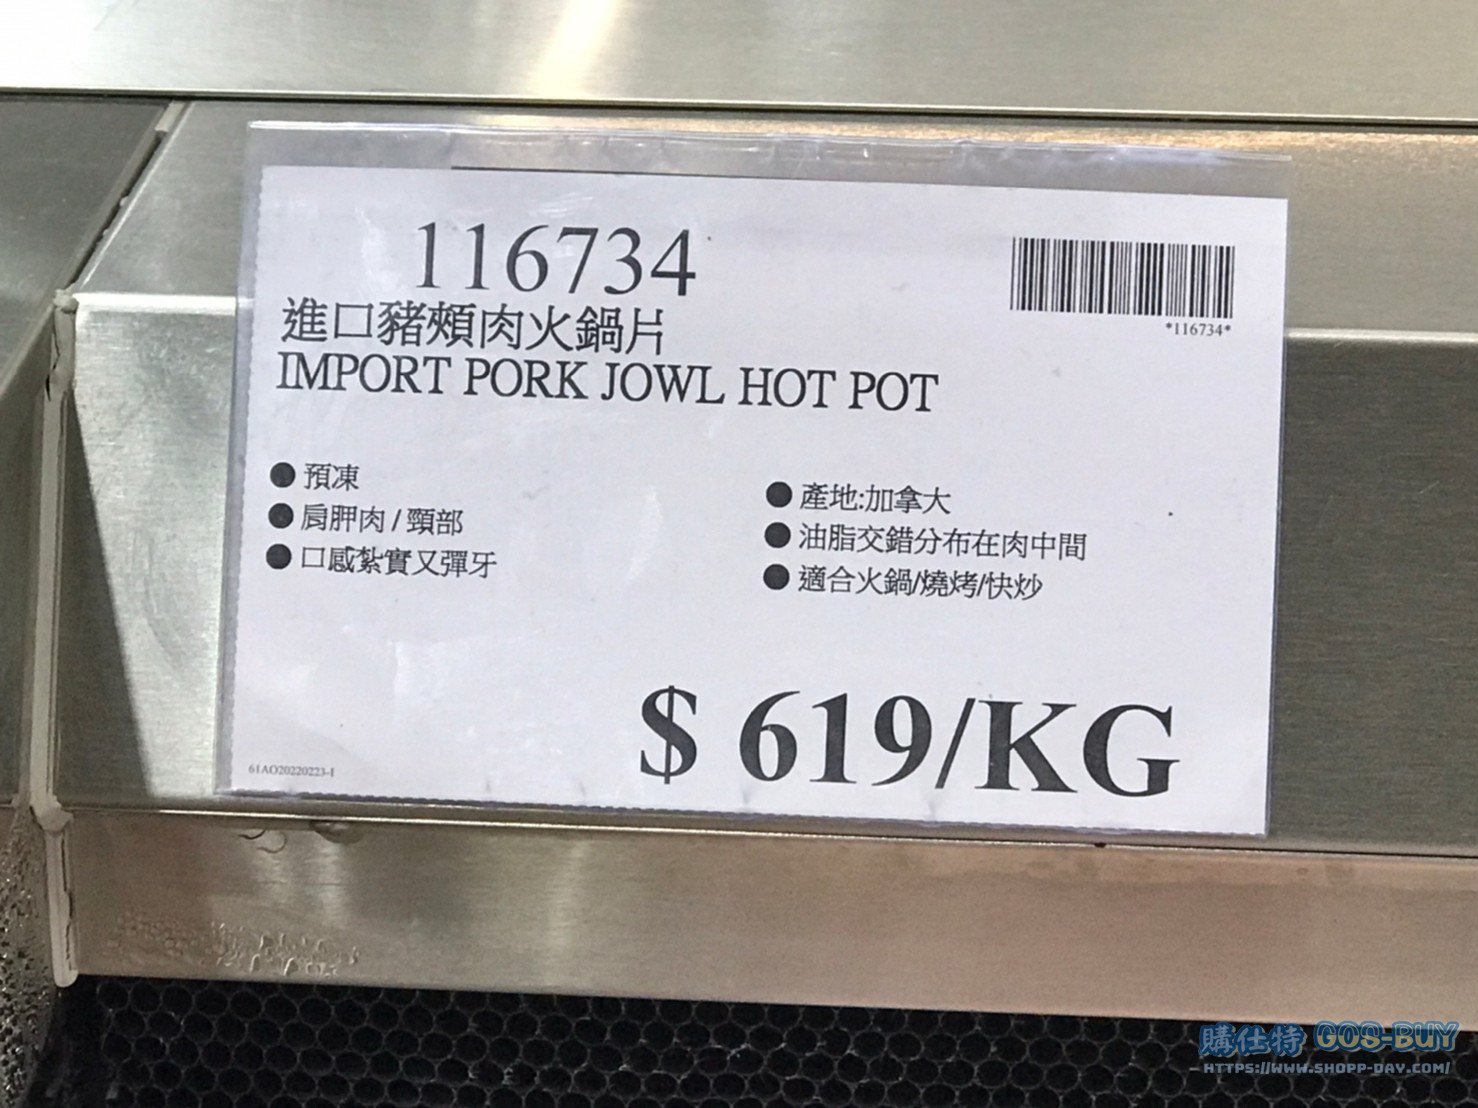 116734
*116734*
進口豬頰肉火鍋片
IMPORT PORK JOWL HOT POT
● 預凍
● 肩胛肉/頸部
● 口感紮實又彈牙
● 產地:加拿大
● 油脂交錯分布在肉中間
● 適合火鍋/燒烤/快炒
$ 619/KG
61AO20220223-1
購仕特 GOS-BUY
HTTPS://WWW.SHOPP-DAY.COM/